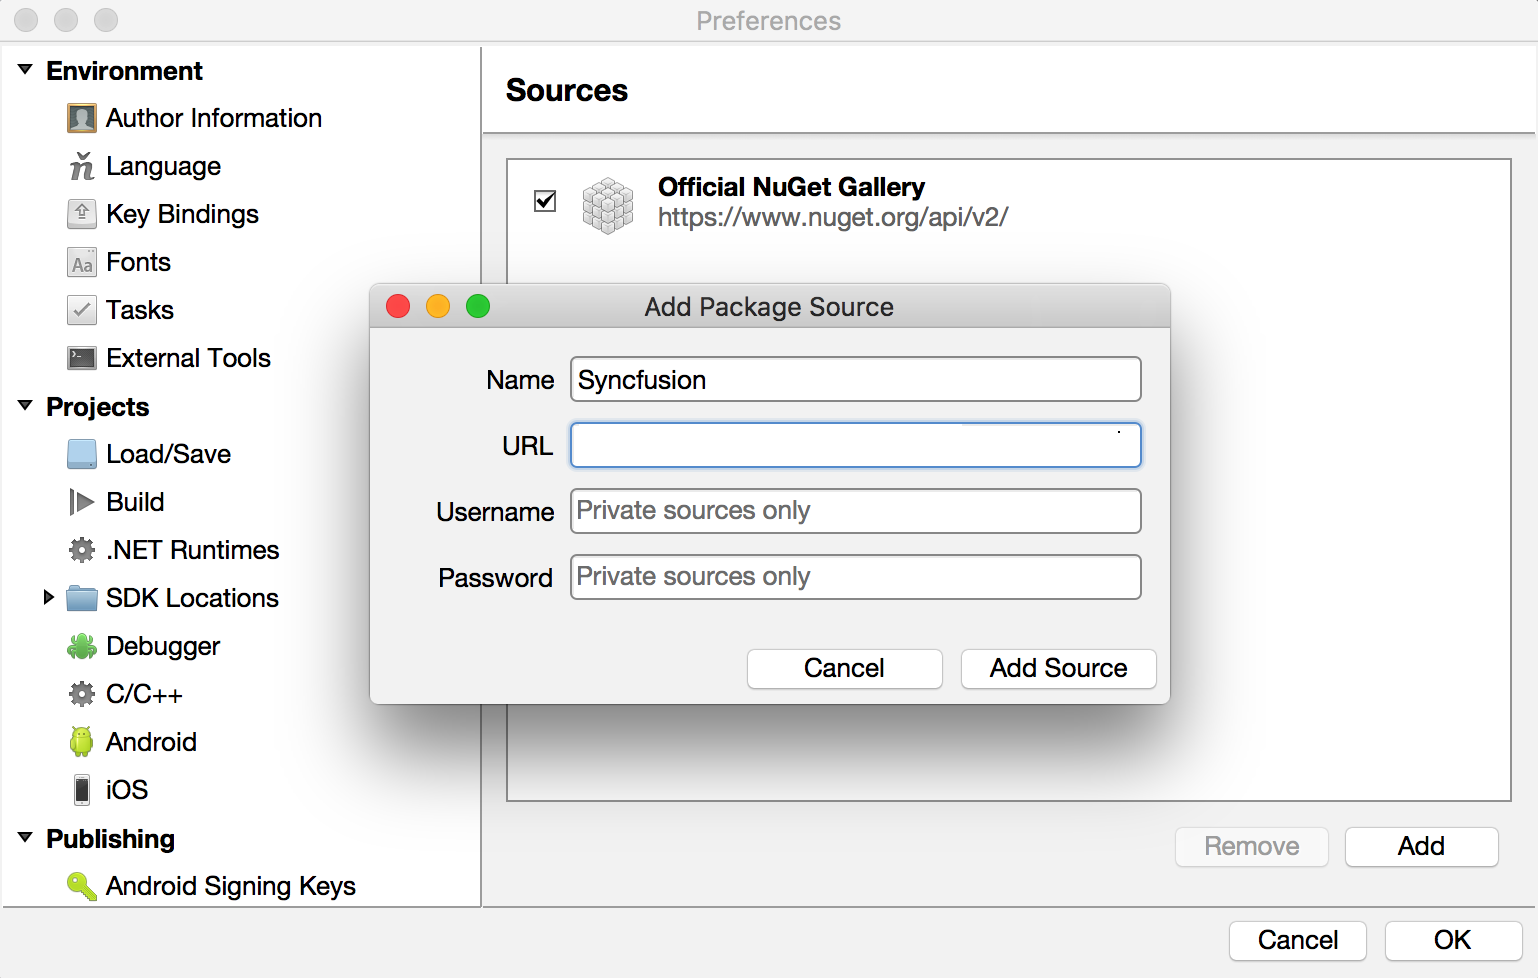 Preferences
Environment
Author Information
Language
Key Bindings
Fonts
Tasks
External Tools
Projects
Load/Save
Build
.NET Runtimes
SDK Locations
Debugger
C/C++
Android
iOS
Publishing
Android Signing Keys
Sources
Official NuGet Gallery
https://www.nuget.org/api/v2/
Add Package Source
Name Syncfusion
URL
Username Private sources only
Password Private sources only
Cancel Add Source
Remove Add
Cancel OK